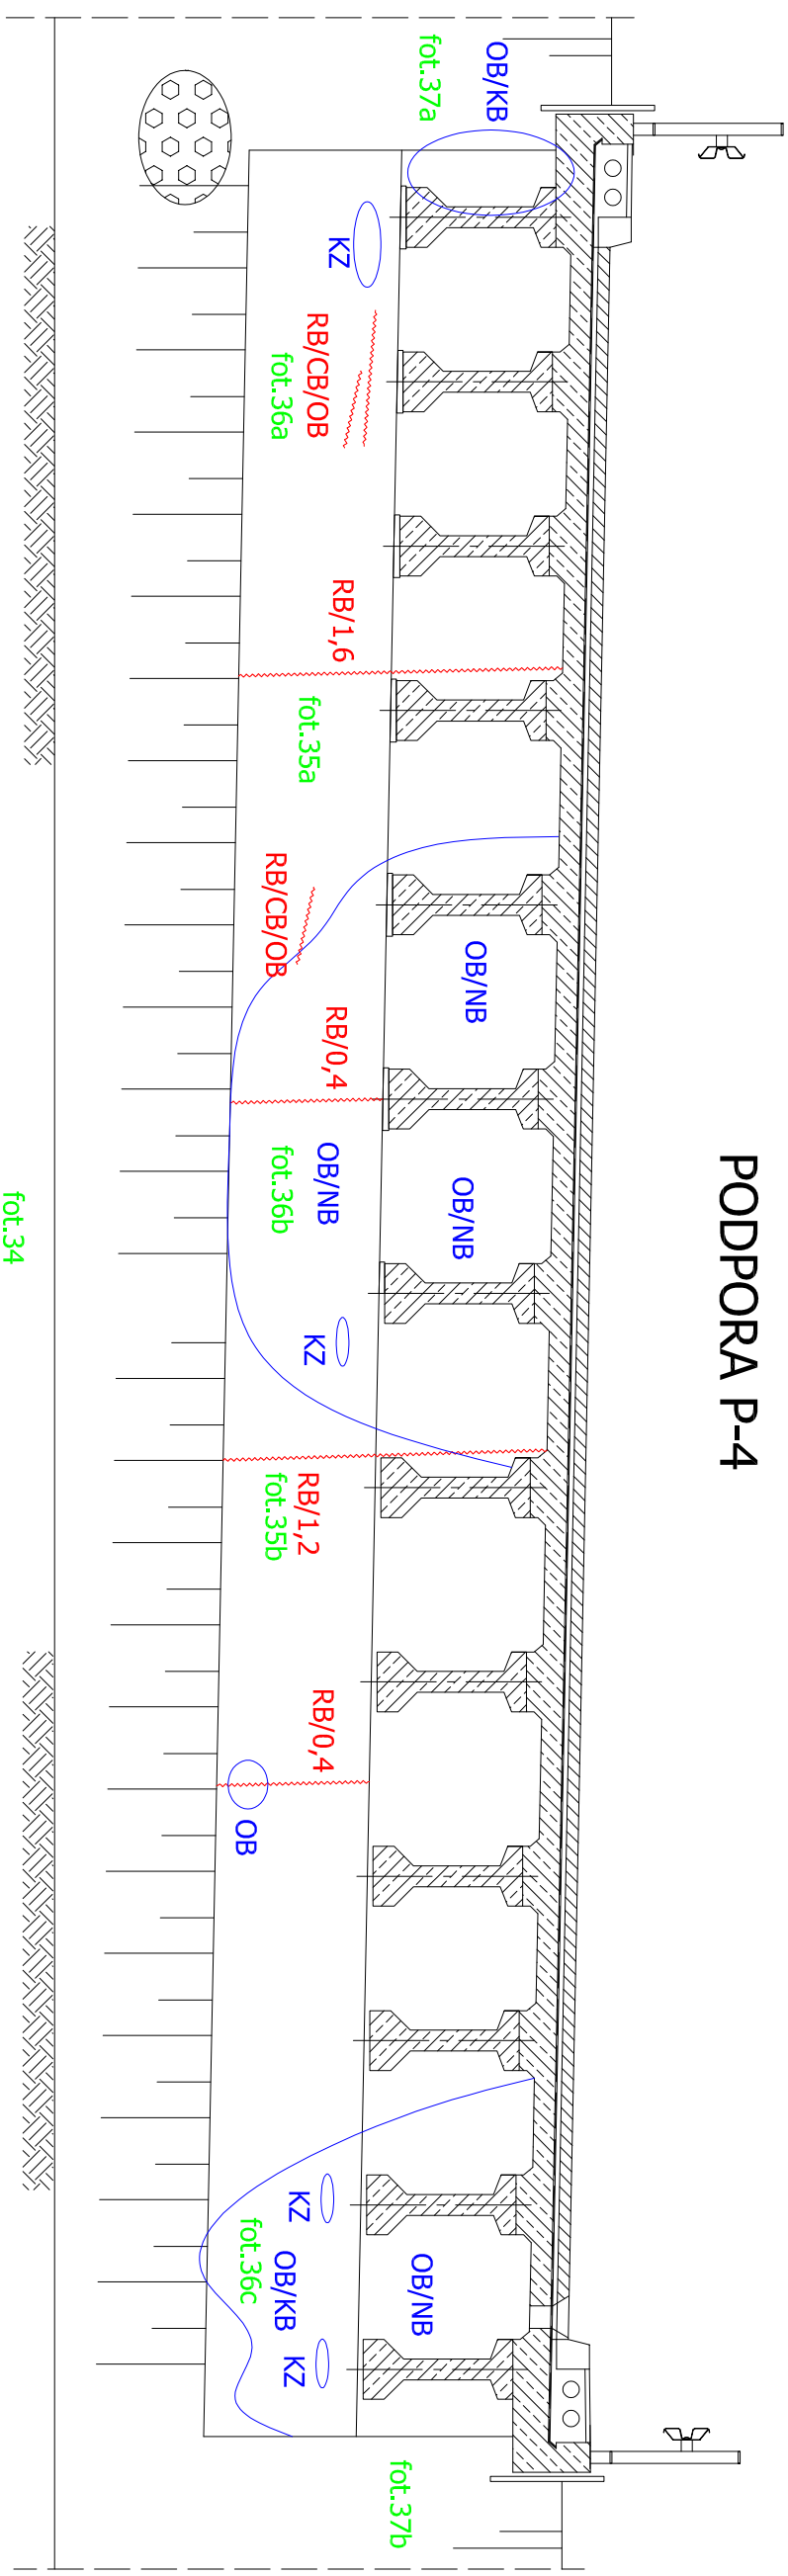 PODPORA P-4
OB/KB
fot.37a
KZ
RB/CB/OB
fot.36a
RB/1,6
fot.35a
RB/CB/OB
OB/NB
RB/0,4
OB/NB
OB/NB
fot.36b
KZ
RB/1,2
fot.35b
RB/0,4
OB
KZ
fot.36c
OB/KB
OB/NB
KZ
fot.37b
fot.34